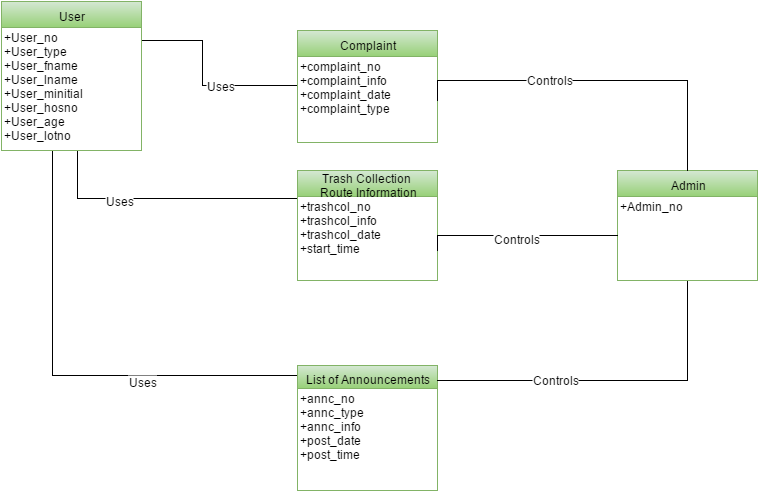 User
+User_no
+User_type
+User_fname
+User_lname
+User_minitial
+User_hosno
+User_age
+User_lotno
Uses
Complaint
+complaint_no
+complaint_info
+complaint_date
+complaint_type
Controls
Uses
Trash Collection
Route Information
+trashcol_no
+trashcol_info
+trashcol_date
+start_time
Controls
Admin
+Admin_no
Uses
List of Announcements
+annc_no
+annc_type
+annc_info
+post_date
+post_time
Controls